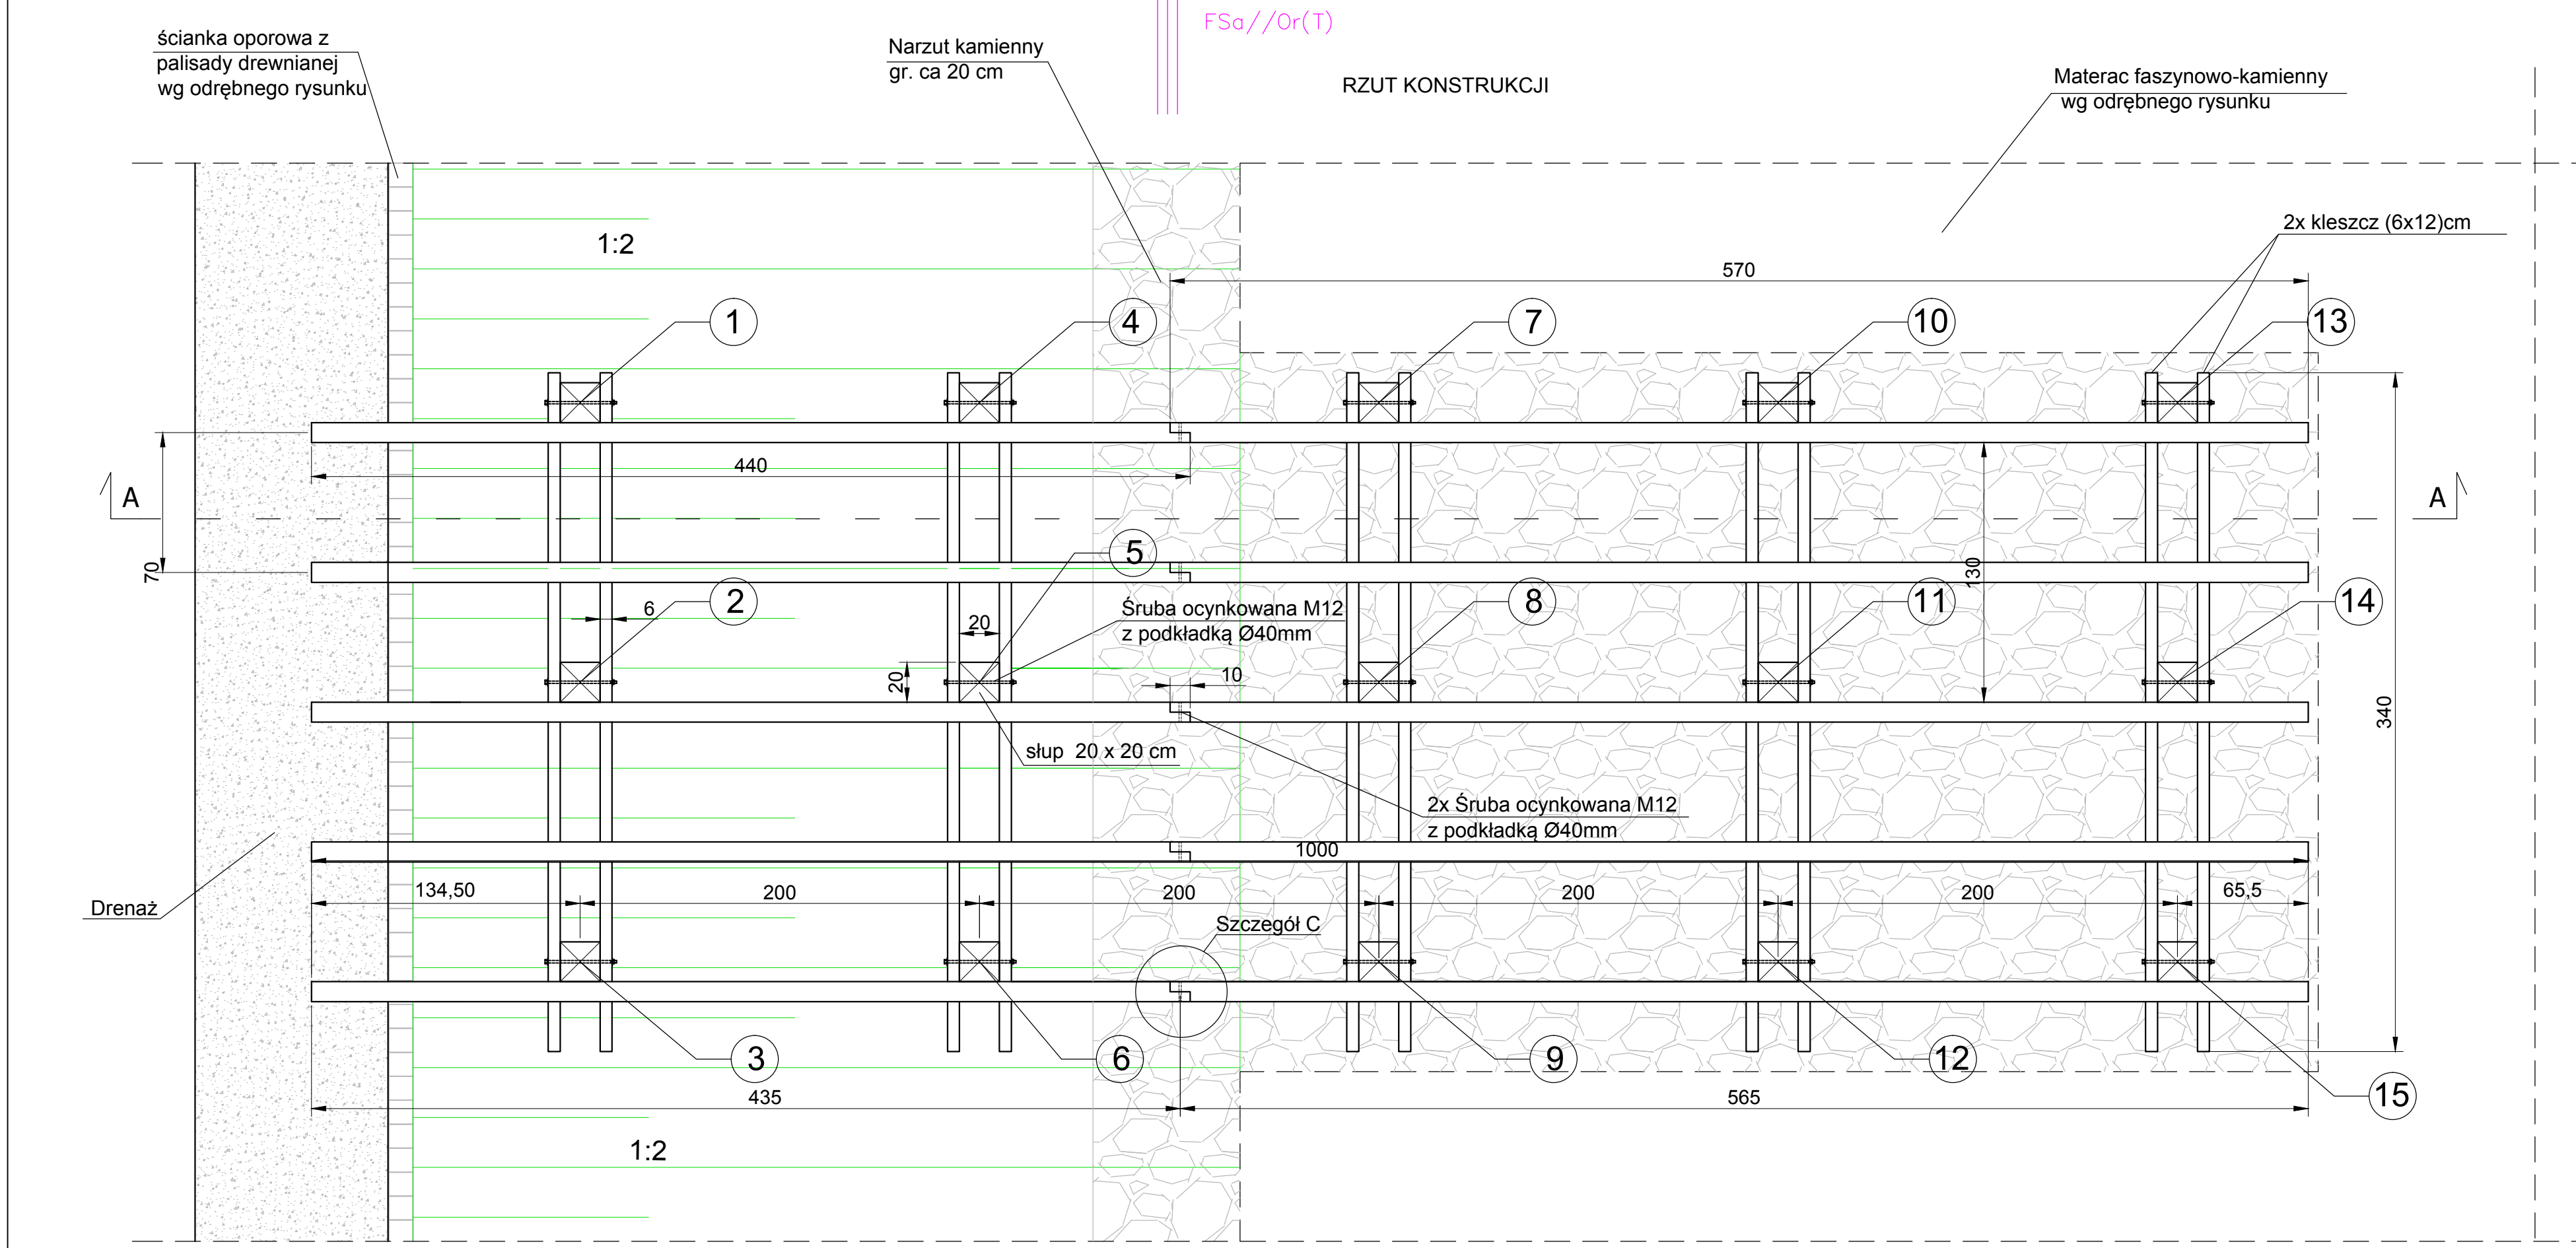 FSa//Or(T)
ścianka oporowa z
palisady drewnianej
wg odrębnego rysunku
Narzut kamienny
gr. ca 20 cm
RZUT KONSTRUKCJI
Materac faszynowo-kamienny
wg odrębnego rysunku
2x kleszcz (6x12)cm
1:2
570
1
4
7
10
13
440
A
A
70
5
130
2
6
20
Śruba ocynkowana M12
z podkładką Ø40mm
8
11
14
20
10
340
słup 20 x 20 cm
2x Śruba ocynkowana M12
z podkładką Ø40mm
1000
134,50
200
200
200
200
65,5
Drenaż
Szczegół C
3
6
9
12
15
435
565
1:2